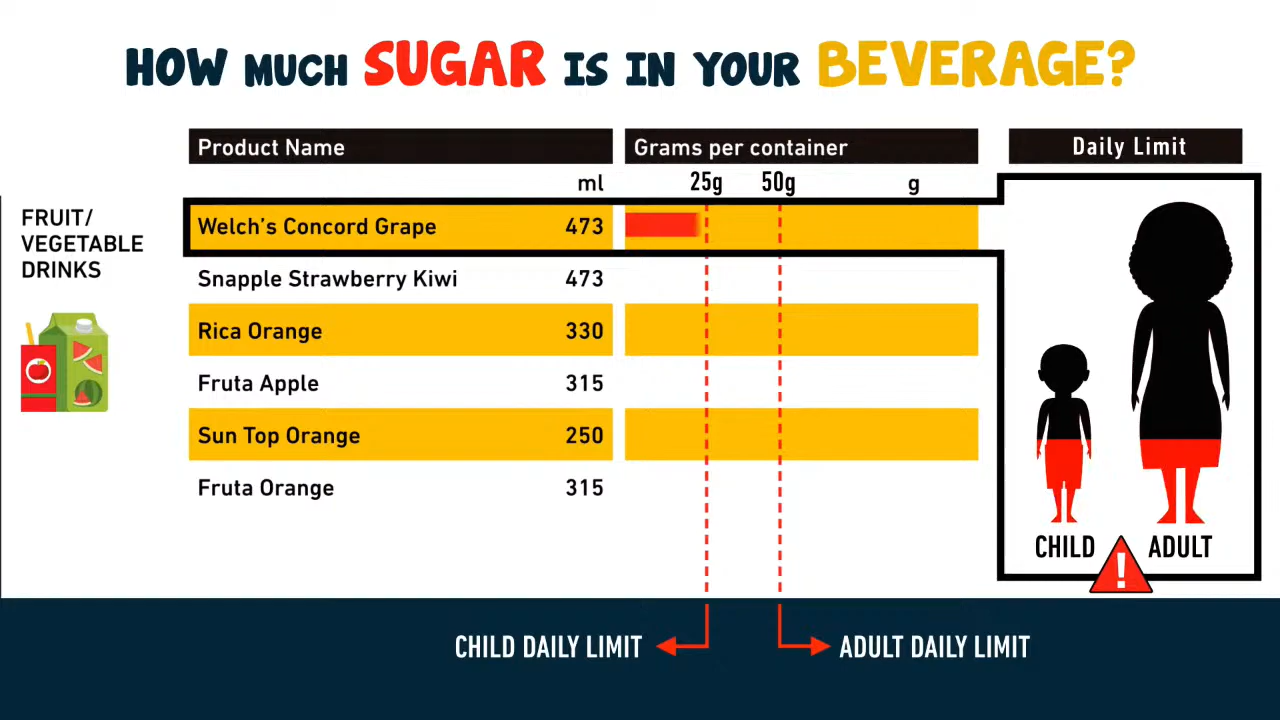 HOW MUCH SUGAR IS IN YOUR BEVERAGE?
Product Name
Grams per container
Daily Limit
ml
25g
50g
g
FRUIT/
VEGETABLE
DRINKS
Welch's Concord Grape 473
Snapple Strawberry Kiwi 473
Rica Orange 330
Fruta Apple 315
Sun Top Orange 250
Fruta Orange 315
CHILD
!
ADULT
CHILD DAILY LIMIT
ADULT DAILY LIMIT